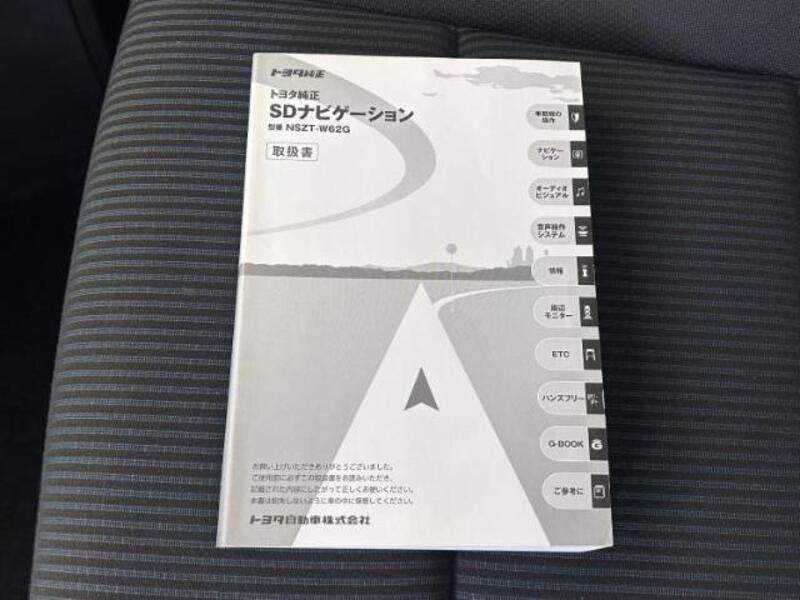 トヨタ純正
トヨタ純正
SDナビゲーション
型番 NSZT-W62G
取扱書
車載機の
操作
ナビゲー
ション
オーディオ
ビジュアル
音声操作
システム
情報
周辺
モニター
ETC
ハンズフリー
G-BOOK
ご参考に
お買い上げいただきありがとうございました。
ご使用前に必ずこの取扱書をお読みいただき、
記載された内容にしたがって正しくお使いください。
本書は紛失しないように車の中に保管してください。
トヨタ自動車株式会社